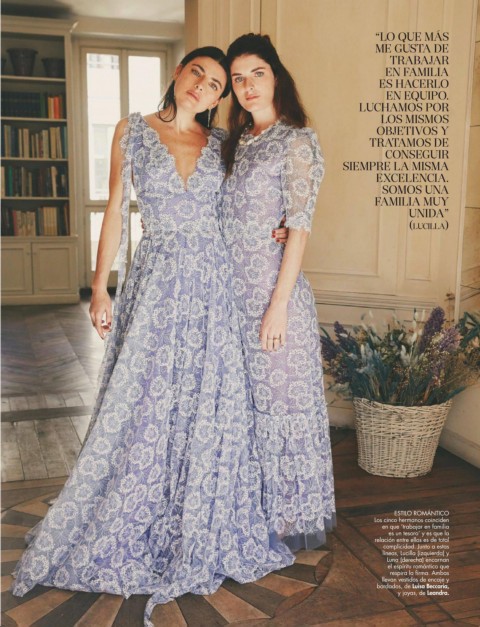 “LO QUE MÁS
ME GUSTA DE
TRABAJAR
EN FAMILIA
ES HACERLO
EN EQUIPO.
LUCHAMOS POR
LOS MISMOS
OBJETIVOS Y
TRATAMOS DE
CONSEGUIR
SIEMPRE LA MISMA
EXCELENCIA.
SOMOS UNA
FAMILIA MUY
UNIDA”
(LUCILLA)
ESTILO ROMÁNTICO
Los cinco hermanos coinciden
en que ‘trabajar en familia
es un tesoro’ y es que la
relación entre ellos es de total
complicidad. Junto a estas
líneas, Lucilla (izquierda) y
Luna (derecha) encarnan
el espíritu romántico que
respira la firma. Ambas
llevan vestidos de encaje y
bordados, de Luisa Beccaria,
y joyas, de Leandra.